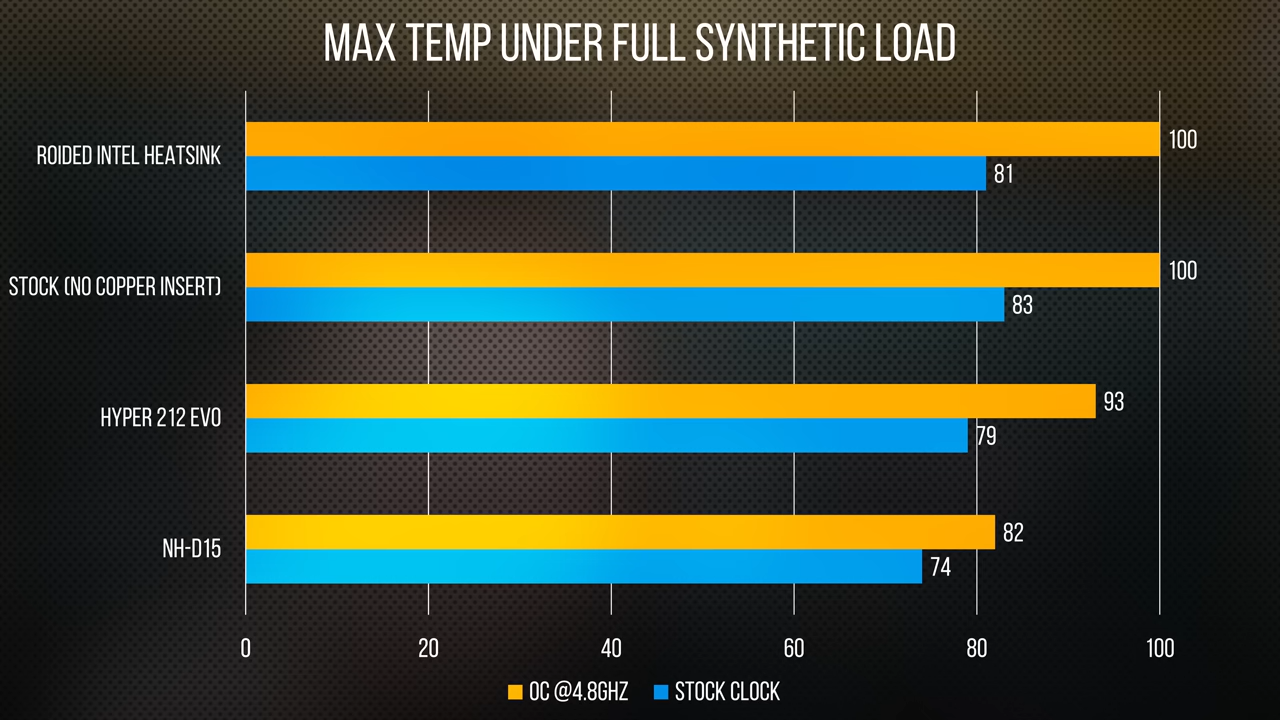 MAX TEMP UNDER FULL SYNTHETIC LOAD
ROIDED INTEL HEATSINK
100
81
STOCK (NO COPPER INSERT)
100
83
HYPER 212 EVO
93
79
NH-D15
82
74
0 20 40 60 80 100
OC @4.8GHZ STOCK CLOCK